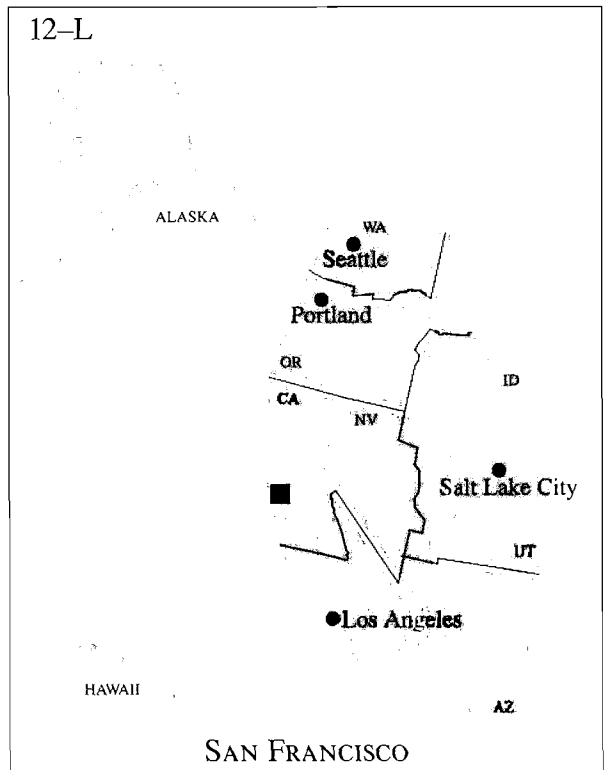 12–L
ALASKA
WA
Seattle
Portland
OR
ID
CA
NV
Salt Lake City
UT
Los Angeles
HAWAII
AZ
SAN FRANCISCO